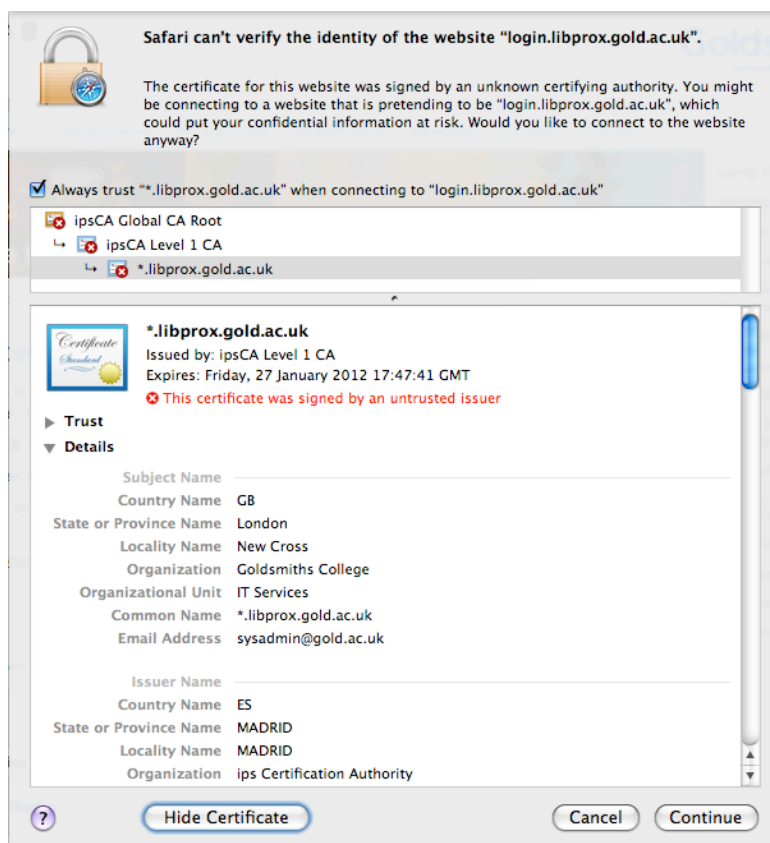 Safari can't verify the identity of the website “login.libprox.gold.ac.uk”.
The certificate for this website was signed by an unknown certifying authority. You might
be connecting to a website that is pretending to be “login.libprox.gold.ac.uk”, which
could put your confidential information at risk. Would you like to connect to the website
anyway?
Always trust “*.libprox.gold.ac.uk” when connecting to “login.libprox.gold.ac.uk”
ipsCA Global CA Root
ipsCA Level 1 CA
*.libprox.gold.ac.uk
Certificate
Standard
*.libprox.gold.ac.uk
Issued by: ipsCA Level 1 CA
Expires: Friday, 27 January 2012 17:47:41 GMT
This certificate was signed by an untrusted issuer
Trust
Details
Subject Name
Country Name GB
State or Province Name London
Locality Name New Cross
Organization Goldsmiths College
Organizational Unit IT Services
Common Name *.libprox.gold.ac.uk
Email Address sysadmin@gold.ac.uk
Issuer Name
Country Name ES
State or Province Name MADRID
Locality Name MADRID
Organization ips Certification Authority
? Hide Certificate Cancel Continue